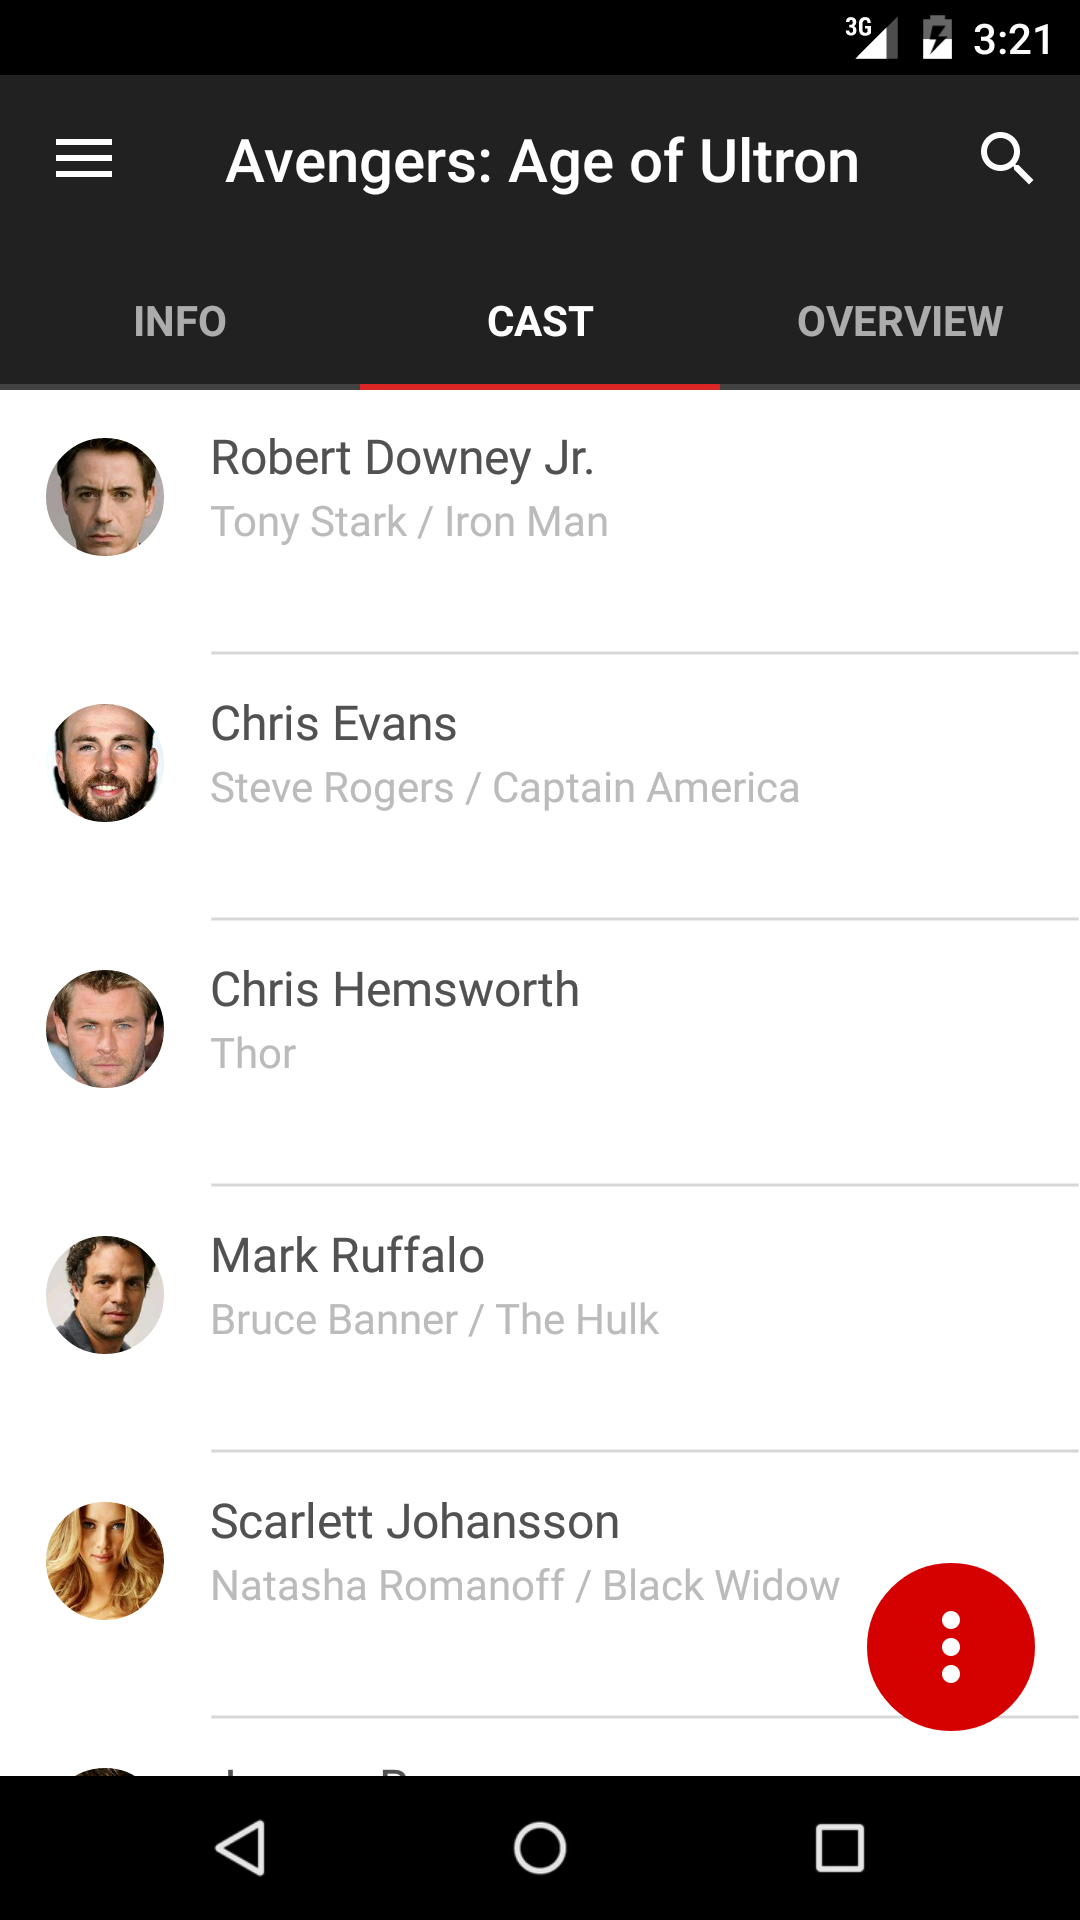 3G 3:21
Avengers: Age of Ultron
INFO CAST OVERVIEW
Robert Downey Jr.
Tony Stark / Iron Man
Chris Evans
Steve Rogers / Captain America
Chris Hemsworth
Thor
Mark Ruffalo
Bruce Banner / The Hulk
Scarlett Johansson
Natasha Romanoff / Black Widow